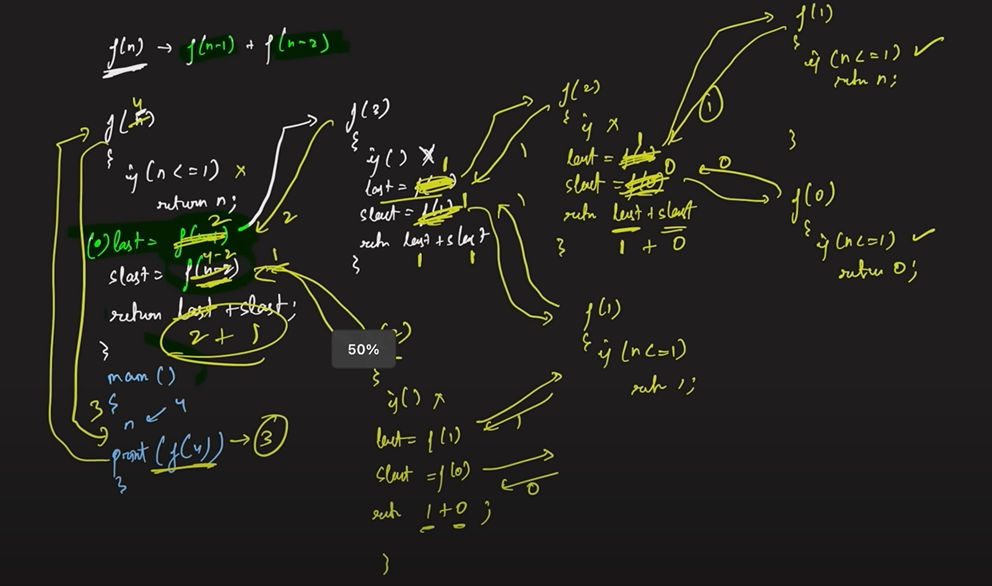 f(n) → f(n-1) + f(n-2)
f(4)
{
if (n <= 1) x
return n;
(0) last = 2
slast = f(n-2) 1
4-2
return last + slast;
2 + 1
}
main ()
{
n ↙ 4
3
print (f(4)) → 3
}
f(3)
{
if () x
last = 1
slast = f(1) 1
retn last + slast
1 1
}
2
f(2)
{ if x
last = 1
slast = f(0) 0
retn last + slast
1 + 0
}
1
f(1)
{
if (n <= 1) ✓
retn n;
}
1
0
f(0)
{ if (n <= 1) ✓
retn 0;
1
f(1)
{ if (n <= 1)
retn 1;
50%
{
if () x
last = f(1)
1
slast = f(0)
0
retn 1 + 0 ;
}